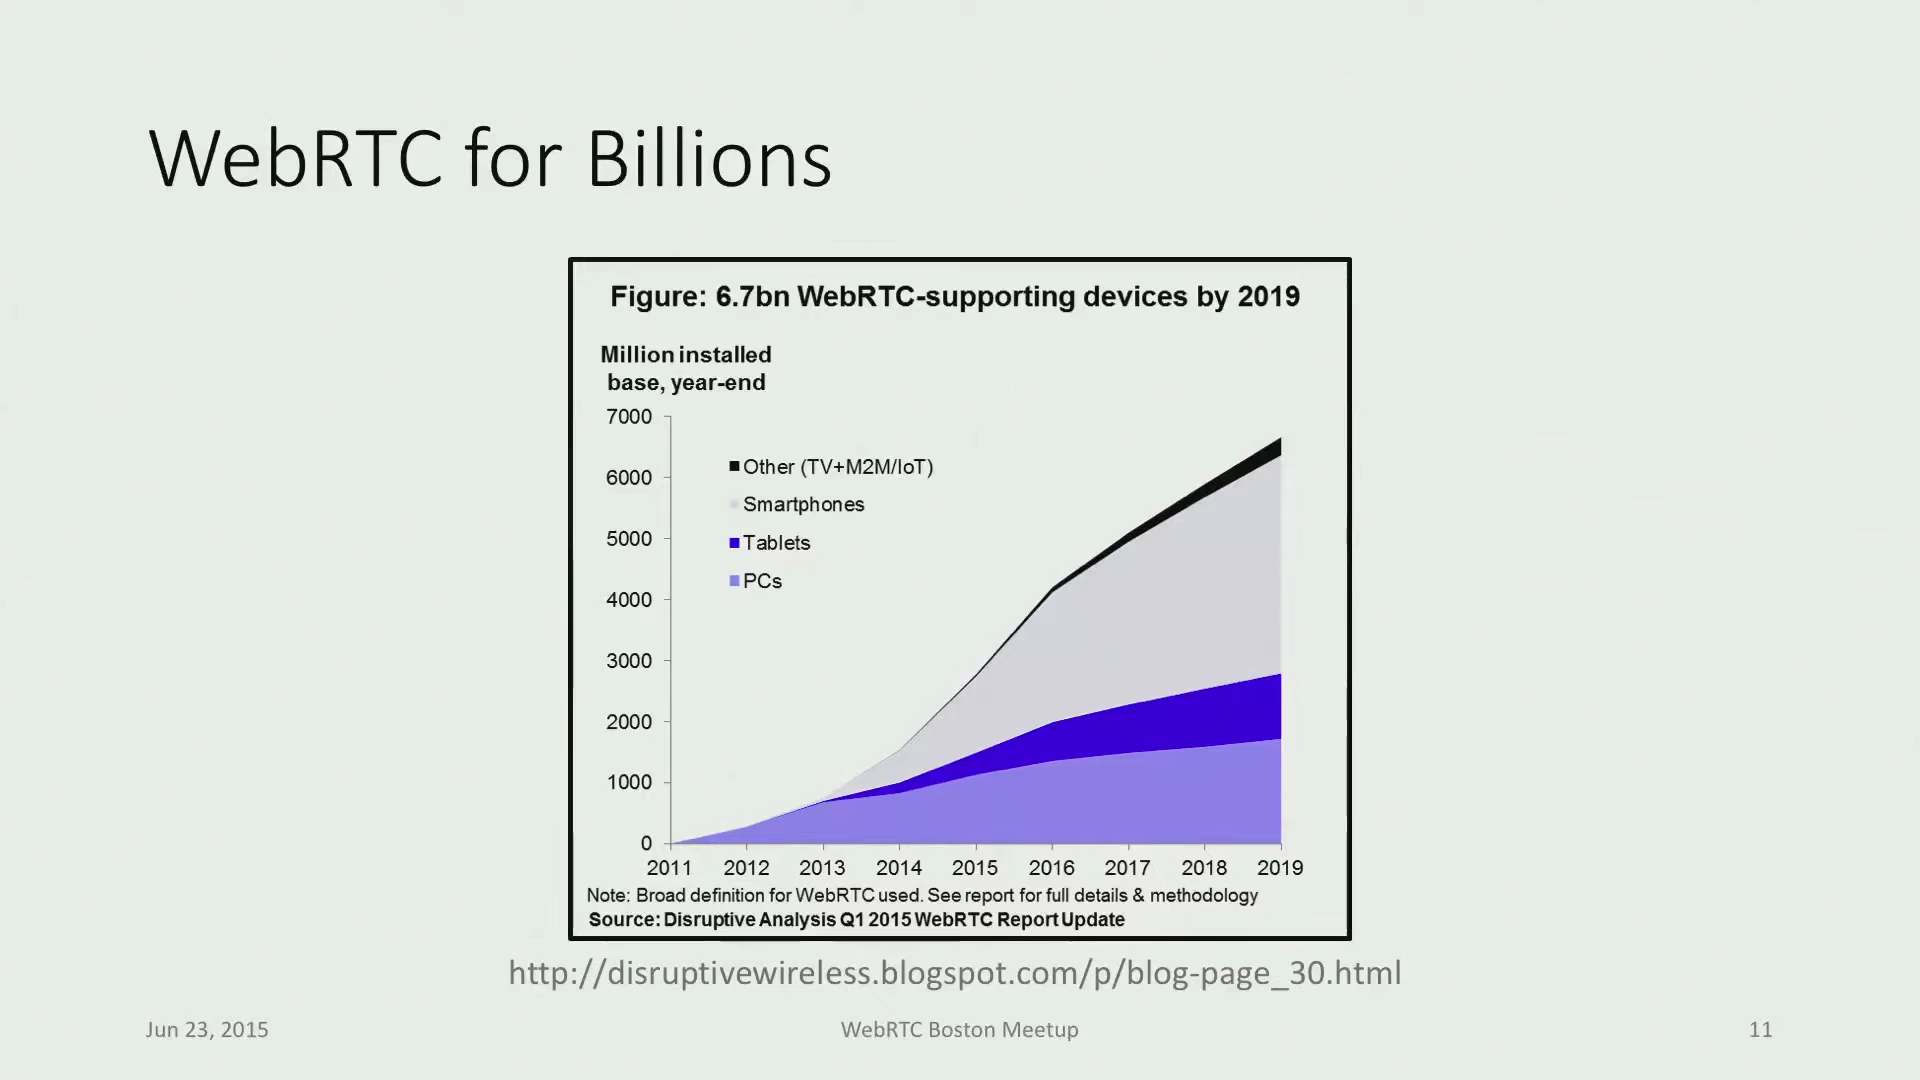 WebRTC for Billions
Figure: 6.7bn WebRTC-supporting devices by 2019
Million installed
base, year-end
7000
6000
5000
4000
3000
2000
1000
0
Other (TV+M2M/IoT)
Smartphones
Tablets
PCs
2011 2012 2013 2014 2015 2016 2017 2018 2019
Note: Broad definition for WebRTC used. See report for full details & methodology
Source: Disruptive Analysis Q1 2015 WebRTC Report Update
http://disruptivewireless.blogspot.com/p/blog-page_30.html
Jun 23, 2015 WebRTC Boston Meetup 11